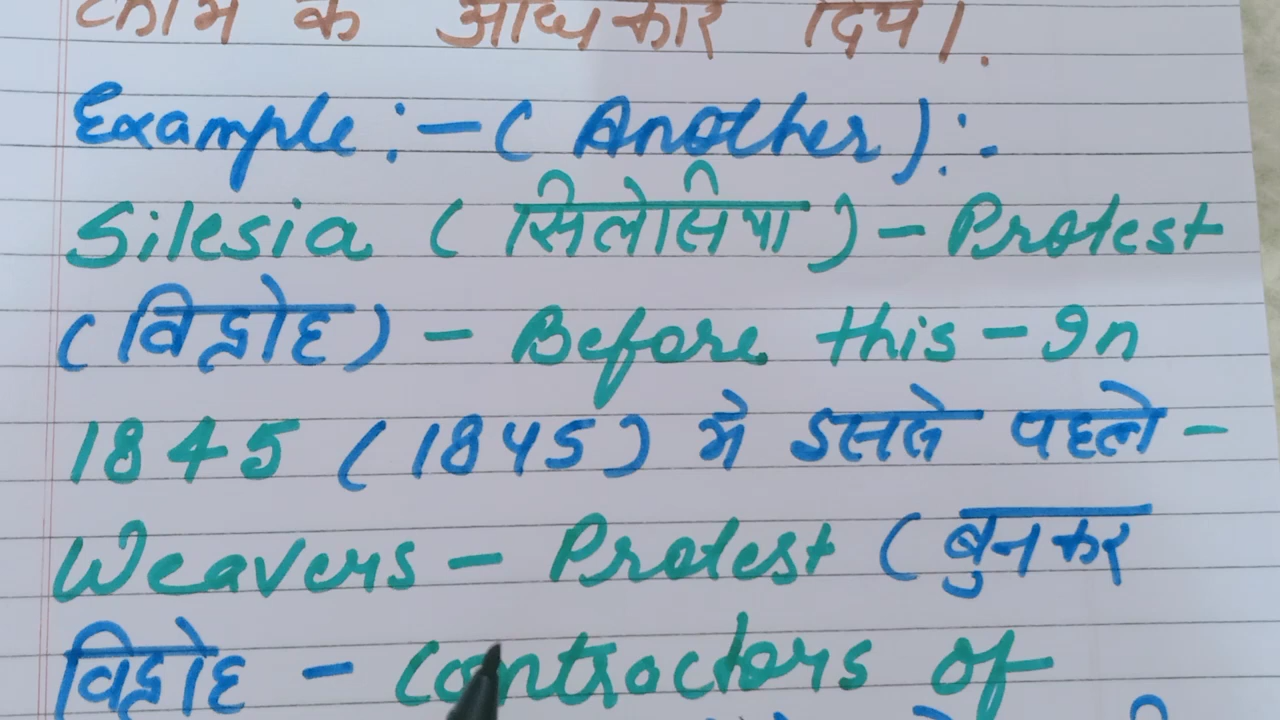 काम के अधिकार दिये।.
Example:-(Another):-
Silesia (सिलेसिया)-Protest
(विद्रोह)-Before this-In
1845 (1845) मे इससे पहले-
Weavers-Protest (बुनकर
विद्रोह-Contractors of